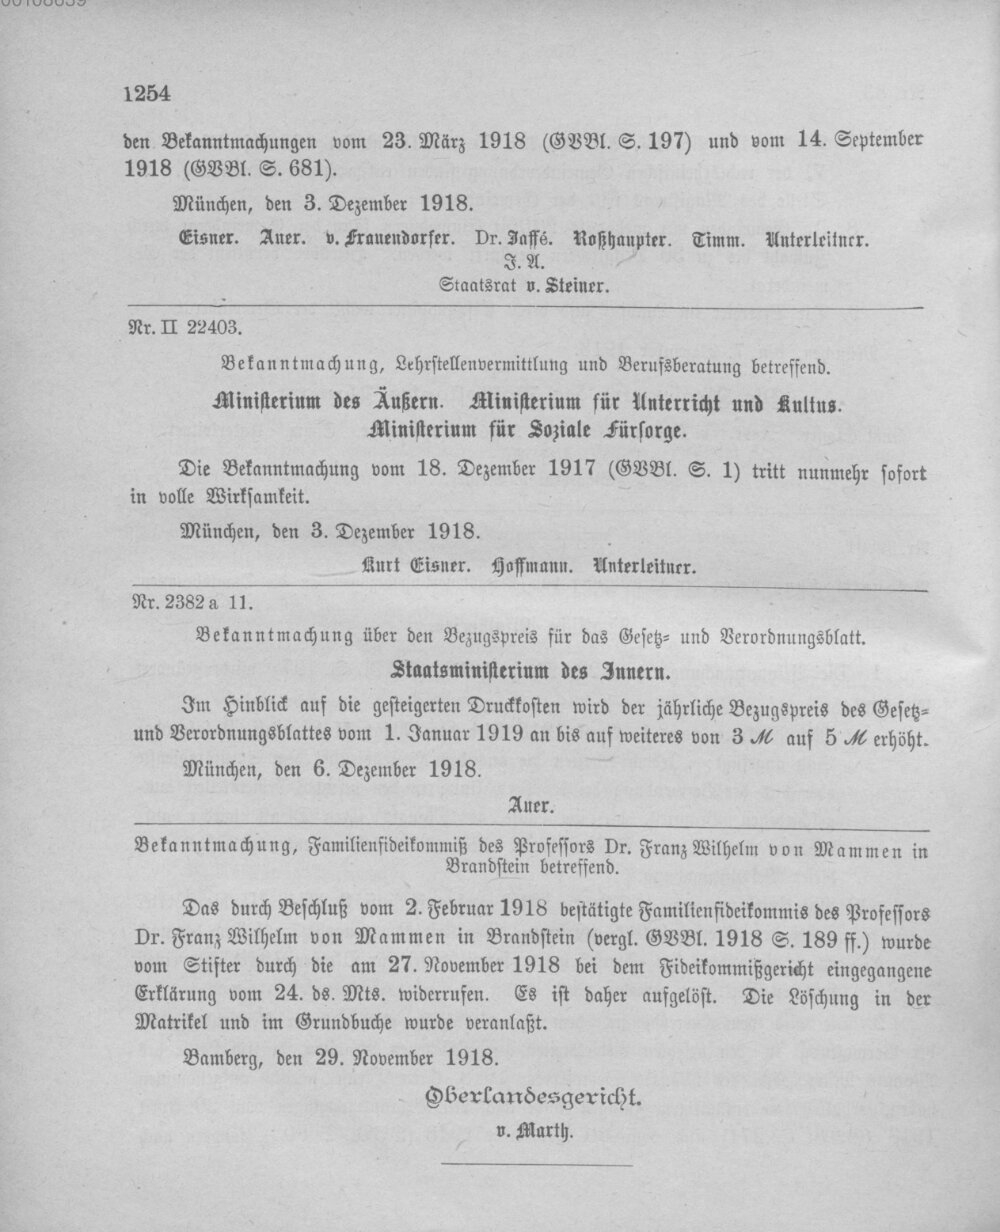 1254
den Bekanntmachungen vom 23. März 1918 (GVBl. S. 197) und vom 14. September
1918 (GVBl. S. 681).
München, den 3. Dezember 1918.
Eisner. Auer. v. Frauendorfer. Dr. Jaffé. Roßhaupter. Timm. Unterleitner.
J. A.
Staatsrat v. Steiner.
Nr. II 22403.
Bekanntmachung, Lehrstellenvermittlung und Berufsberatung betreffend.
Ministerium des Äußern. Ministerium für Unterricht und Kultus.
Ministerium für Soziale Fürsorge.
Die Bekanntmachung vom 18. Dezember 1917 (GVBl. S. 1) tritt nunmehr sofort
in volle Wirksamkeit.
München, den 3. Dezember 1918.
Kurt Eisner. Hoffmann. Unterleitner.
Nr. 2382 a 11.
Bekanntmachung über den Bezugspreis für das Gesetz- und Verordnungsblatt.
Staatsministerium des Innern.
Im Hinblick auf die gesteigerten Druckkosten wird der jährliche Bezugspreis des Gesetz-
und Verordnungsblattes vom 1. Januar 1919 an bis auf weiteres von 3 ℳ auf 5 ℳ erhöht.
München, den 6. Dezember 1918.
Auer.
Bekanntmachung, Familienfideikommiß des Professors Dr. Franz Wilhelm von Mammen in
Brandstein betreffend.
Das durch Beschluß vom 2. Februar 1918 bestätigte Familienfideikommis des Professors
Dr. Franz Wilhelm von Mammen in Brandstein (vergl. GVBl. 1918 S. 189 ff.) wurde
vom Stifter durch die am 27. November 1918 bei dem Fideikommißgericht eingegangene
Erklärung vom 24. ds. Mts. widerrufen. Es ist daher aufgelöst. Die Löschung in der
Matrikel und im Grundbuche wurde veranlaßt.
Bamberg, den 29. November 1918.
Oberlandesgericht.
v. Marth.